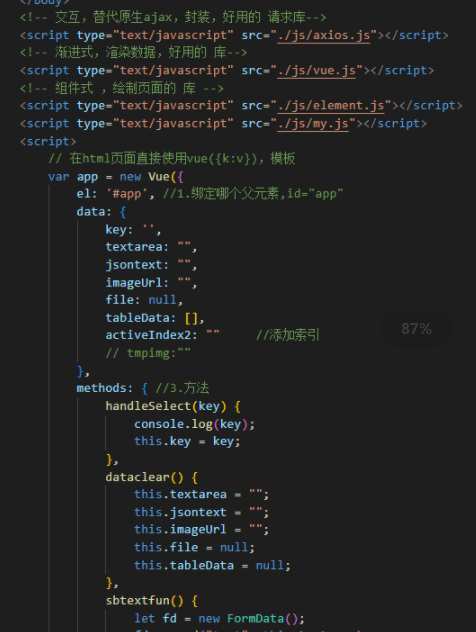 </body>
<!-- 交互，替代原生ajax，封装，好用的 请求库-->
<script type="text/javascript" src="./js/axios.js"></script>
<!-- 渐进式，渲染数据，好用的 库-->
<script type="text/javascript" src="./js/vue.js"></script>
<!-- 组件式 ，绘制页面的 库 -->
<script type="text/javascript" src="./js/element.js"></script>
<script type="text/javascript" src="./js/my.js"></script>
<script>
// 在html页面直接使用vue({k:v})，模板
var app = new Vue({
el: '#app', //1.绑定哪个父元素,id="app"
data: {
key: '',
textarea: "",
jsontext: "",
imageUrl: "",
file: null,
tableData: [],
activeIndex2: "" //添加索引
87%
// tmpimg:""
},
methods: { //3.方法
handleSelect(key) {
console.log(key);
this.key = key;
},
dataclear() {
this.textarea = "";
this.jsontext = "";
this.imageUrl = "";
this.file = null;
this.tableData = null;
},
sbtextfun() {
let fd = new FormData();